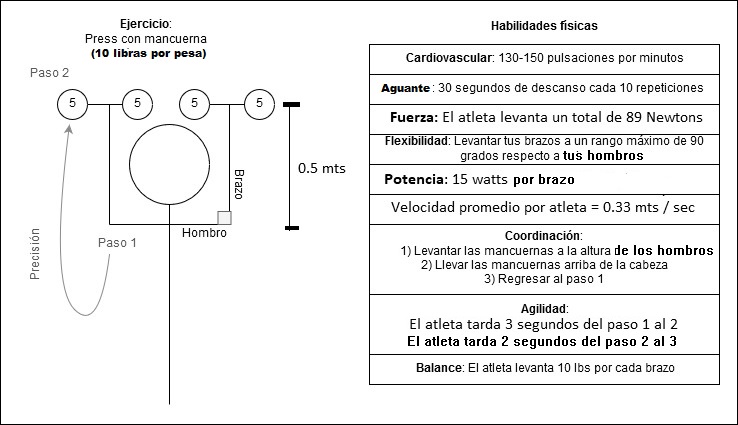 Ejercicio:
Press con mancuerna
(10 libras por pesa)
Paso 2
5 5 5 5
0.5 mts
Brazo
Hombro
Paso 1
Precisión
Habilidades físicas
Cardiovascular: 130-150 pulsaciones por minutos
Aguante: 30 segundos de descanso cada 10 repeticiones
Fuerza: El atleta levanta un total de 89 Newtons
Flexibilidad: Levantar tus brazos a un rango máximo de 90
grados respecto a tus hombros
Potencia: 15 watts por brazo
Velocidad promedio por atleta = 0.33 mts / sec
Coordinación:
1) Levantar las mancuernas a la altura de los hombros
2) Llevar las mancuernas arriba de la cabeza
3) Regresar al paso 1
Agilidad:
El atleta tarda 3 segundos del paso 1 al 2
El atleta tarda 2 segundos del paso 2 al 3
Balance: El atleta levanta 10 lbs por cada brazo